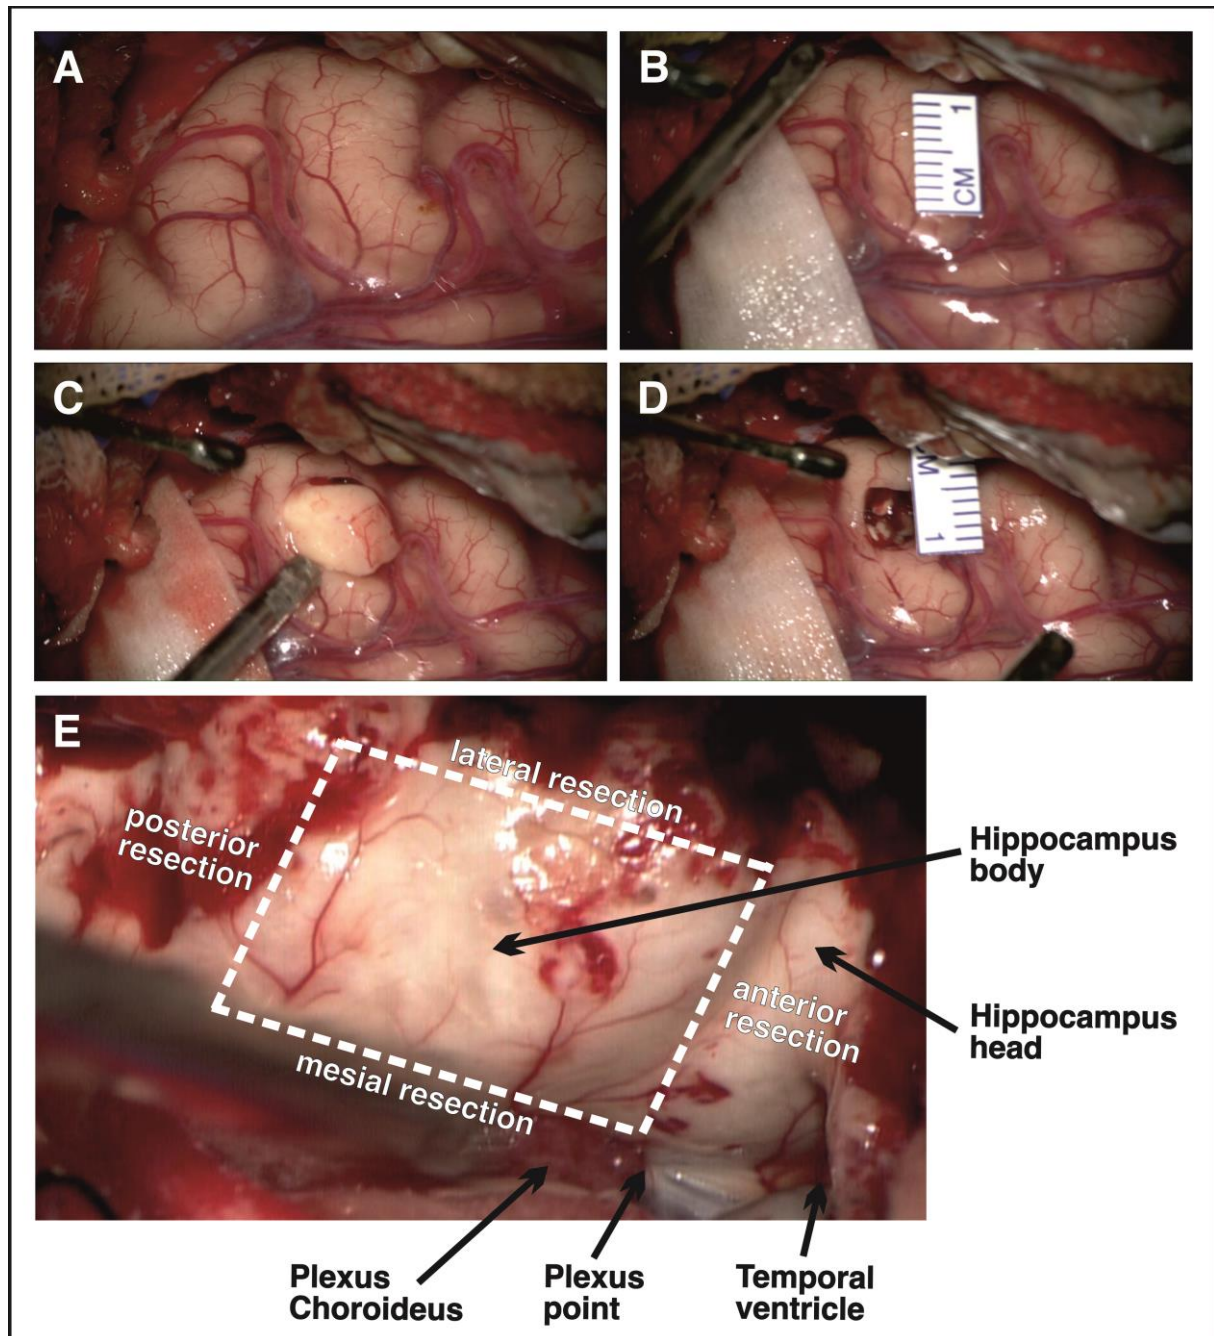 A
B
1
CM
C
D
CM
1
E
lateral resection
posterior
resection
Hippocampus
body
anterior
resection
Hippocampus
head
mesial resection
Plexus
Choroideus
Plexus
point
Temporal
ventricle